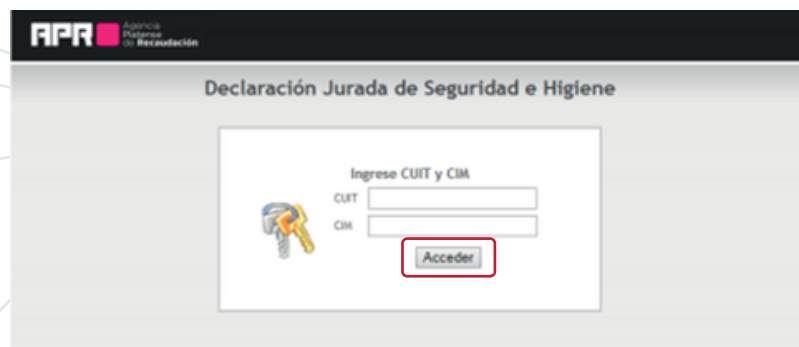 APR
Agencia
Platense
de Recaudación
Declaración Jurada de Seguridad e Higiene
Ingrese CUIT y CIM
CUIT
CIM
Acceder